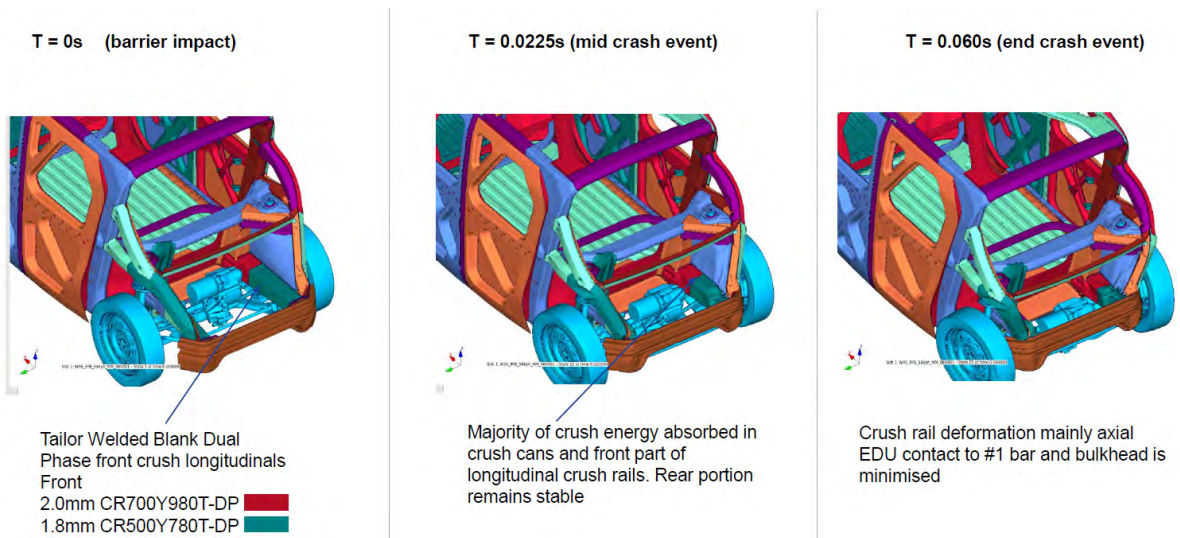 T = 0s (barrier impact)
T = 0.0225s (mid crash event)
T = 0.060s (end crash event)
Tailor Welded Blank Dual
Phase front crush longitudinals
Front
2.0mm CR700Y980T-DP
1.8mm CR500Y780T-DP
Majority of crush energy absorbed in
crush cans and front part of
longitudinal crush rails. Rear portion
remains stable
Crush rail deformation mainly axial
EDU contact to #1 bar and bulkhead is
minimised